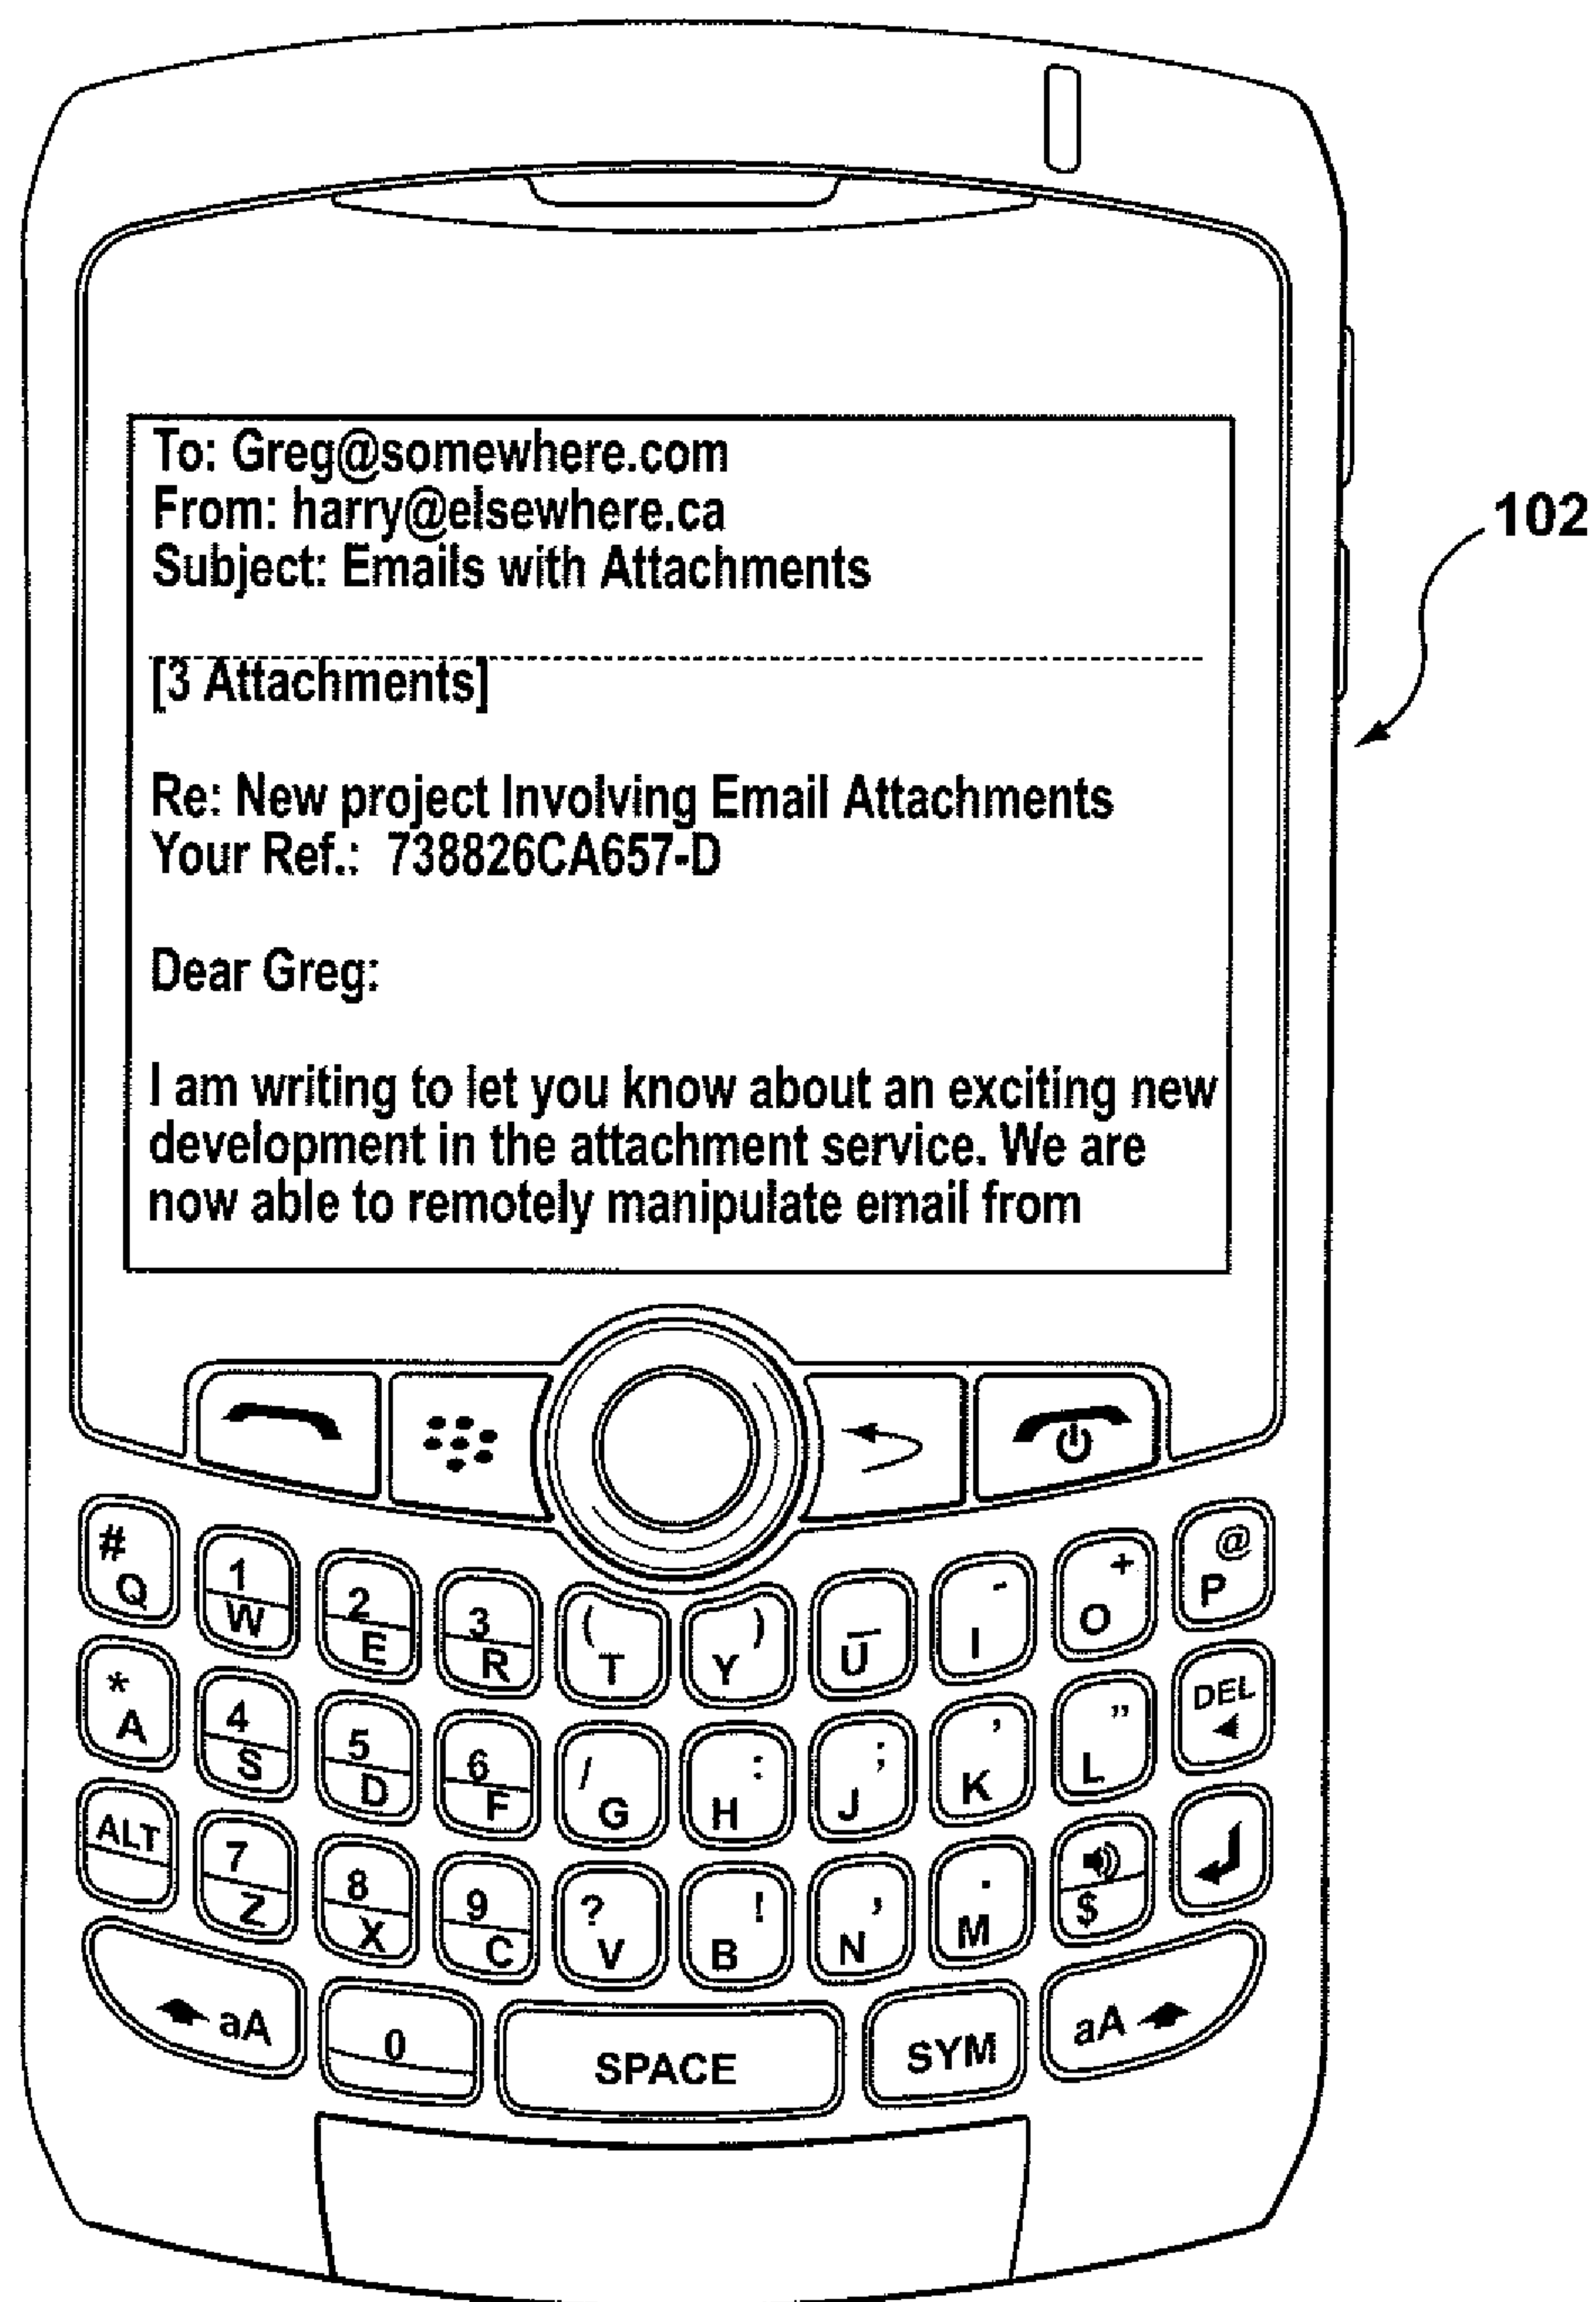 To: Greg@somewhere.com
From: harry@elsewhere.ca
Subject: Emails with Attachments
[3 Attachments]
Re: New project Involving Email Attachments
Your Ref.: 738826CA657-D
Dear Greg:
I am writing to let you know about an exciting new
development in the attachment service. We are
now able to remotely manipulate email from
102
# Q 1 W 2 E 3 R ( T Y ) _ U I - O + P @
* A 4 S 5 D 6 F / G H : J ; K ' L " DEL
ALT 7 Z 8 X 9 C ? V B ! N , M . $
aA 0 SPACE SYM aA